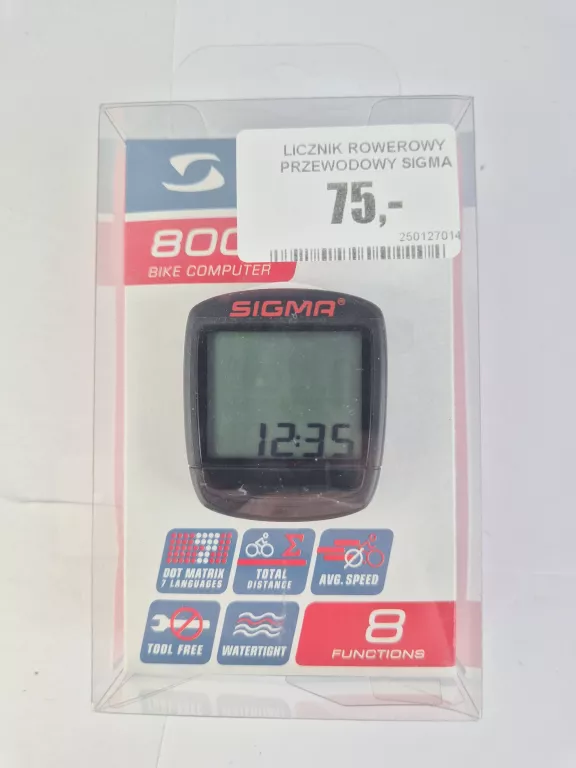 LICZNIK ROWEROWY
PRZEWODOWY SIGMA
75,-
250127014
800
BIKE COMPUTER
SIGMA®
12:35
DOT MATRIX
7 LANGUAGES
TOTAL
DISTANCE
AVG. SPEED
TOOL FREE
WATERTIGHT
8
FUNCTIONS